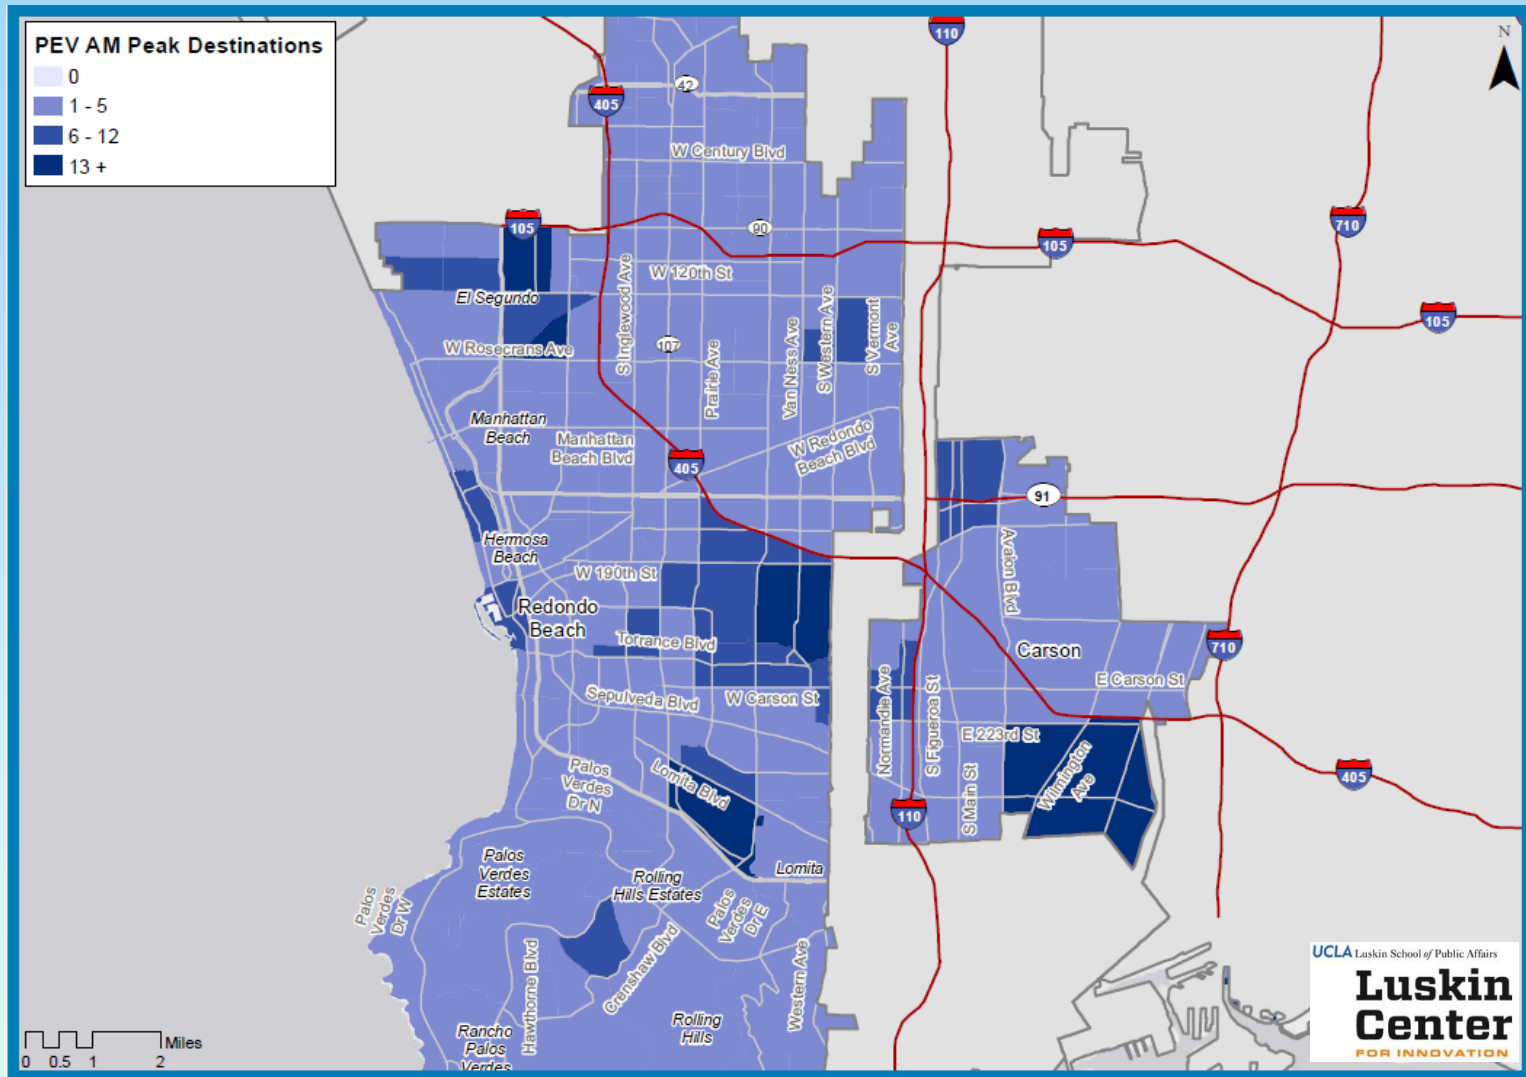 PEV AM Peak Destinations
0
1 - 5
6 - 12
13 +
N
110
42
405
W Century Blvd
105
90
105
710
W 120th St
El Segundo
S Inglewood Ave
105
W Rosecrans Ave
107
Prairie Ave
Van Ness Ave
S Western Ave
S Vermont
Ave
Manhattan
Beach
Manhattan
Beach Blvd
W Redondo
Beach Blvd
405
91
Hermosa
Beach
Avalon Blvd
W 190th St
Redondo
Beach
Torrance Blvd
Carson
710
E Carson St
Sepulveda Blvd
W Carson St
Normandie Ave
S Figueroa St
E 223rd St
S Main St
Wilmington
Ave
405
Palos
Verdes
Dr N
Lomita Blvd
110
Palos
Verdes
Estates
Rolling
Hills Estates
Lomita
Palos
Verdes
Dr W
Palos
Verdes
Dr E
Hawthorne Blvd
Crenshaw Blvd
Western Ave
Rancho
Palos
Verdes
Rolling
Hills
0 0.5 1 2 Miles
UCLA Luskin School of Public Affairs
Luskin
Center
FOR INNOVATION